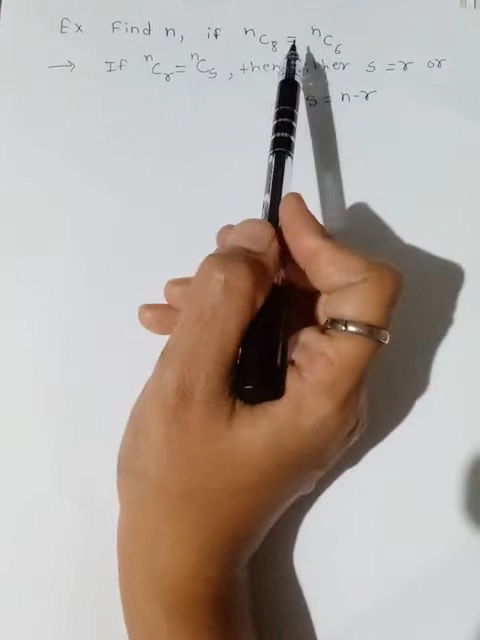 Ex Find n, if ⁿC₈ = ⁿC₆
→ If ⁿCᵣ = ⁿCₛ, then either s = r or
s = n-r